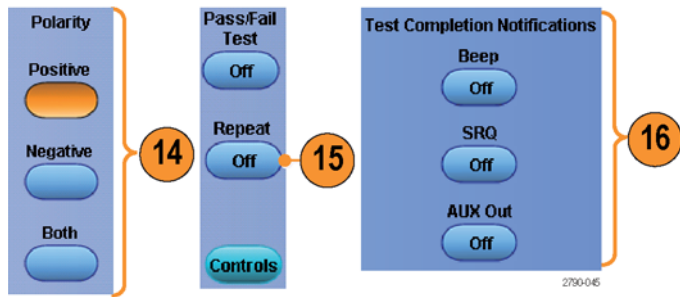 Polarity
Positive
Negative
Both
14
Pass/Fail
Test
Off
Repeat
Off
Controls
15
Test Completion Notifications
Beep
Off
SRQ
Off
AUX Out
Off
16
2790-045